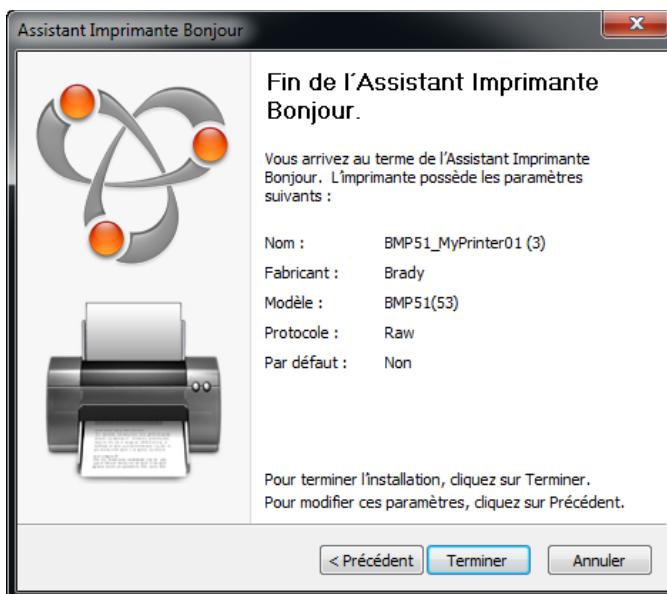 Assistant Imprimante Bonjour
Fin de l'Assistant Imprimante
Bonjour.
Vous arrivez au terme de l'Assistant Imprimante
Bonjour. L'imprimante possède les paramètres
suivants :
Nom : BMP51_MyPrinter01 (3)
Fabricant : Brady
Modèle : BMP51(53)
Protocole : Raw
Par défaut : Non
Pour terminer l'installation, cliquez sur Terminer.
Pour modifier ces paramètres, cliquez sur Précédent.
< Précédent Terminer Annuler